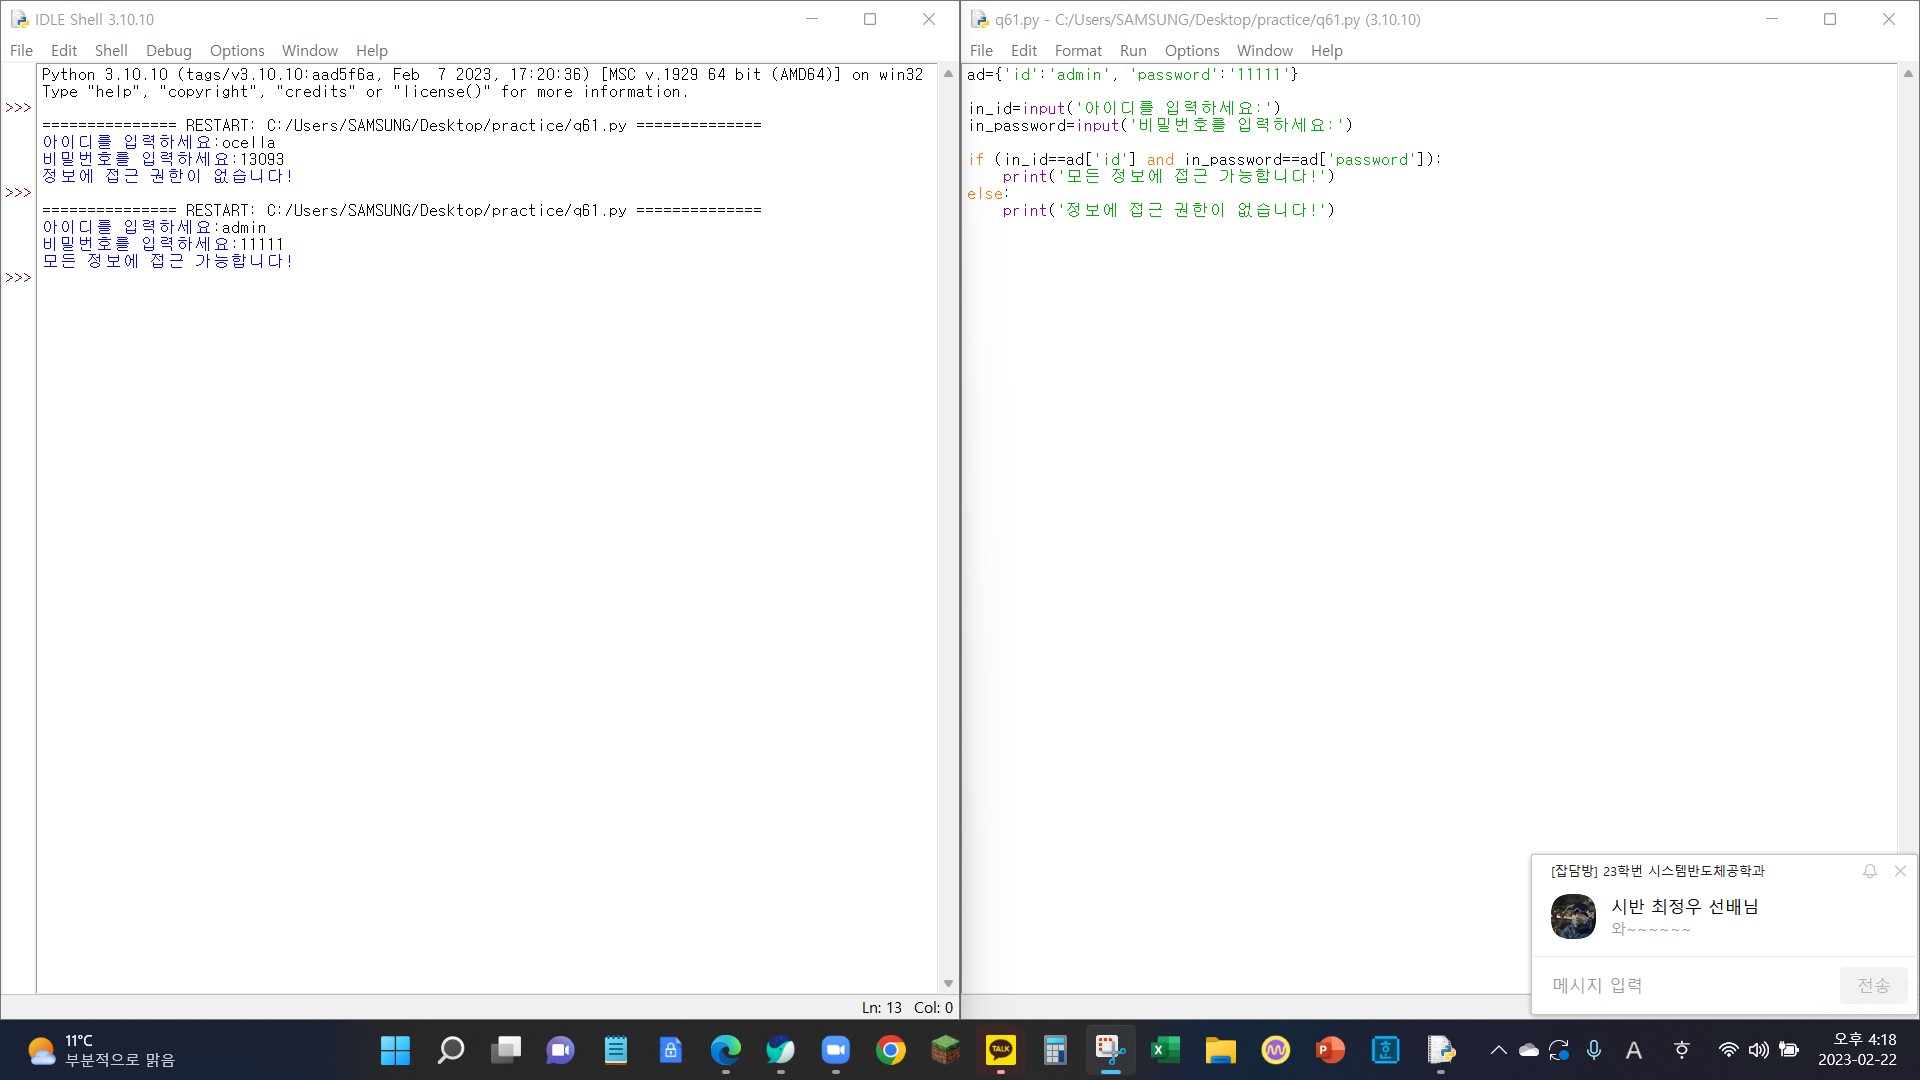 IDLE Shell 3.10.10
File Edit Shell Debug Options Window Help
Python 3.10.10 (tags/v3.10.10:aad5f6a, Feb  7 2023, 17:20:36) [MSC v.1929 64 bit (AMD64)] on win32
Type "help", "copyright", "credits" or "license()" for more information.
>>>
=============== RESTART: C:/Users/SAMSUNG/Desktop/practice/q61.py ==============
아이디를 입력하세요:ocella
비밀번호를 입력하세요:13093
정보에 접근 권한이 없습니다!
>>>
=============== RESTART: C:/Users/SAMSUNG/Desktop/practice/q61.py ==============
아이디를 입력하세요:admin
비밀번호를 입력하세요:11111
모든 정보에 접근 가능합니다!
>>>
Ln: 13 Col: 0
q61.py - C:/Users/SAMSUNG/Desktop/practice/q61.py (3.10.10)
File Edit Format Run Options Window Help
ad={'id':'admin', 'password':'11111'}
in_id=input('아이디를 입력하세요:')
in_password=input('비밀번호를 입력하세요:')
if (in_id==ad['id'] and in_password==ad['password']):
    print('모든 정보에 접근 가능합니다!')
else:
    print('정보에 접근 권한이 없습니다!')
[잡담방] 23학번 시스템반도체공학과
시반 최정우 선배님
와~~~~~~
메시지 입력
전송
11°C
부분적으로 맑음
TALK
A
오후 4:18
2023-02-22